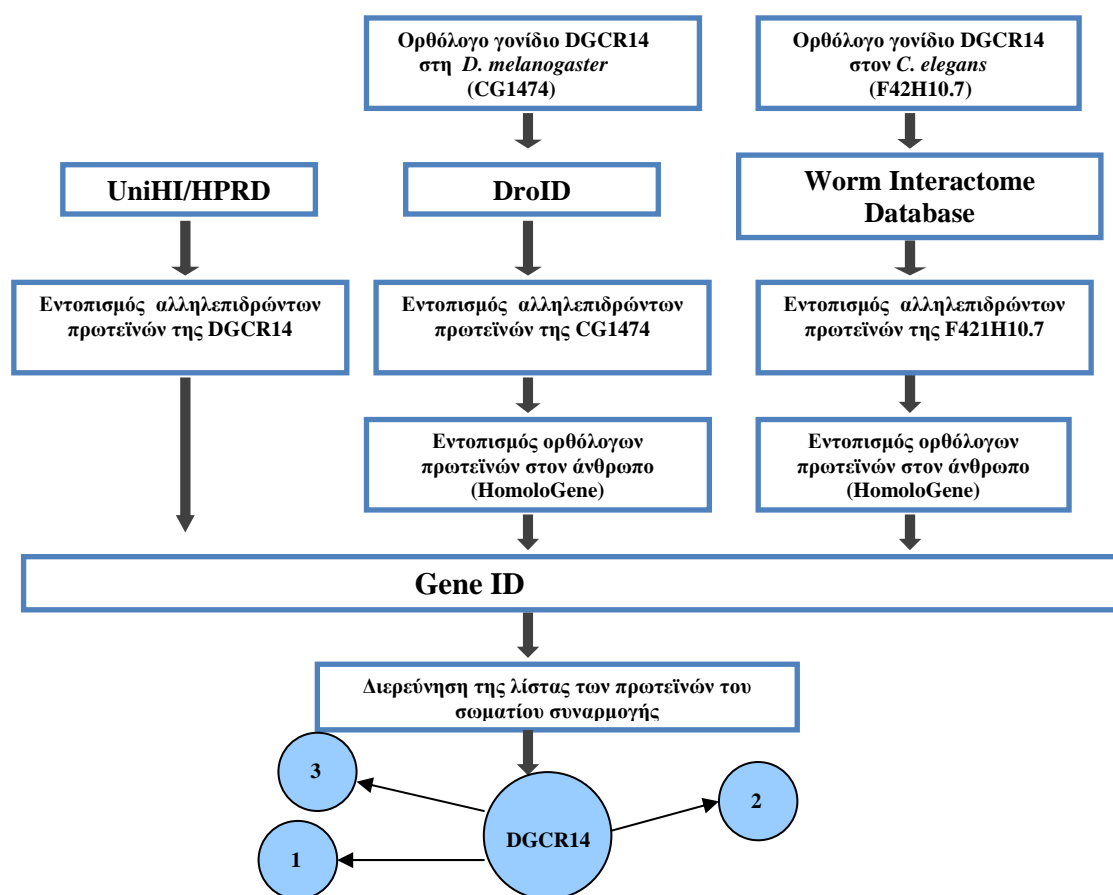 Ορθόλογο γονίδιο DGCR14
στη D. melanogaster
(CG1474)
Ορθόλογο γονίδιο DGCR14
στον C. elegans
(F42H10.7)
UniHI/HPRD
DroID
Worm Interactome
Database
Εντοπισμός αλληλεπιδρώντων
πρωτεϊνών της DGCR14
Εντοπισμός αλληλεπιδρώντων
πρωτεϊνών της CG1474
Εντοπισμός αλληλεπιδρώντων
πρωτεϊνών της F421H10.7
Εντοπισμός ορθόλογων
πρωτεϊνών στον άνθρωπο
(HomoloGene)
Εντοπισμός ορθόλογων
πρωτεϊνών στον άνθρωπο
(HomoloGene)
Gene ID
Διερεύνηση της λίστας των πρωτεϊνών του
σωματίου συναρμογής
3
2
DGCR14
1